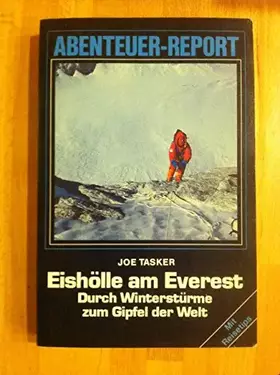 ABENTEUER-REPORT
JOE TASKER
Eishölle am Everest
Durch Winterstürme
zum Gipfel der Welt
Mit
Reisetips